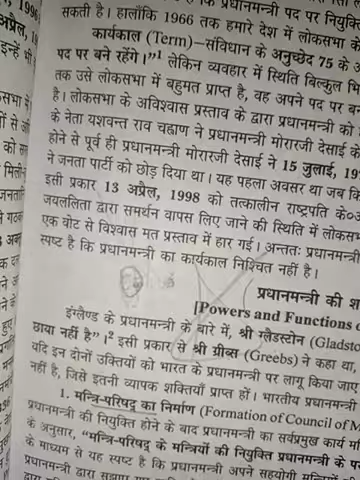 सकती है। हालाँकि 1966 तक हमारे देश में लोकसभा
कार्यकाल (Term)—संविधान के अनुच्छेद 75 के
पद पर बने रहेंगे।"1 लेकिन व्यवहार में स्थिति बिल्कुल
तक उसे लोकसभा में बहुमत प्राप्त है, वह अपने पद पर
है। लोकसभा के अविश्वास प्रस्ताव के द्वारा प्रधानमन्त्री को
के नेता यशवन्त राव चह्वाण ने प्रधानमन्त्री मोरारजी देसाई के
होने से पूर्व ही प्रधानमन्त्री मोरारजी देसाई ने 15 जुलाई,
ने जनता पार्टी को छोड़ दिया था। यह पहला अवसर था जब कि
इसी प्रकार 13 अप्रैल, 1998 को तत्कालीन राष्ट्रपति के०
जयललिता द्वारा समर्थन वापस लिए जाने की स्थिति में
एक वोट से विश्वास मत प्रस्ताव में हार गई। अन्ततः प्रधानमन्त्री
स्पष्ट है कि प्रधानमन्त्री का कार्यकाल निश्चित नहीं है।
प्रधानमन्त्री की
[Powers and Functions
इंग्लैण्ड के प्रधानमन्त्री के बारे में, श्री ग्लैडस्टोन
छाया नहीं है"।2 इसी प्रकार से श्री ग्रीब्स (Greebs) ने कहा था,
यदि इन दोनों उक्तियों को भारत के प्रधानमन्त्री पर लागू किया
नहीं है, जिसे इतनी व्यापक शक्तियाँ प्राप्त हों। भारतीय प्रधानमन्त्री
1. मन्त्रि-परिषद् का निर्माण (Formation of Council of
प्रधानमन्त्री की नियुक्ति होने के बाद प्रधानमन्त्री का सर्वप्रमुख कार्य
के अनुसार, "मन्त्रि-परिषद के मन्त्रियों की नियुक्ति प्रधानमन्त्री के
के माध्यम से यह स्पष्ट है कि प्रधानमन्त्री अपने सहयोगी
प्रधानमन्त्री द्वारा